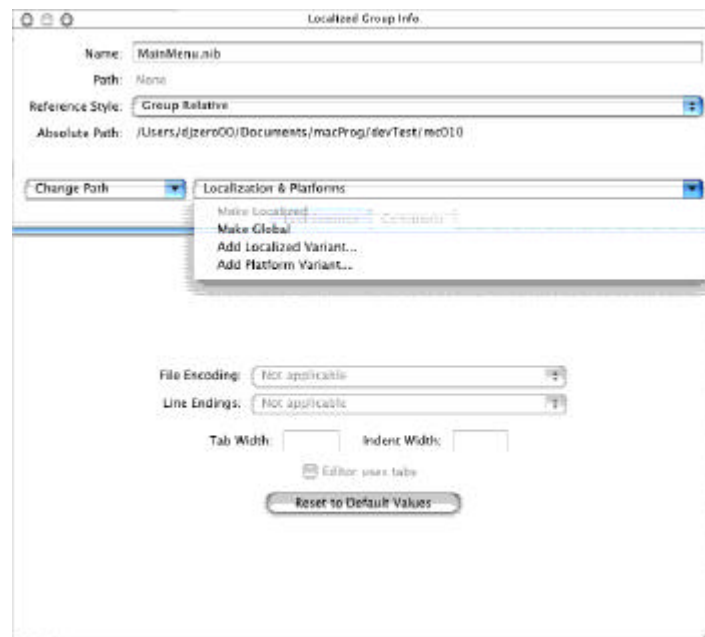 Localized Group Info
Name: MainMenu.nib
Path: None
Reference Style: Group Relative
Absolute Path: /Users/djzero00/Documents/macProg/devTest/mc010
Change Path Localization & Platforms
Make Localized
Make Global
Add Localized Variant...
Add Platform Variant...
File Encoding: Not applicable
Line Endings: Not applicable
Tab Width: Indent Width:
Editor uses tabs
Reset to Default Values